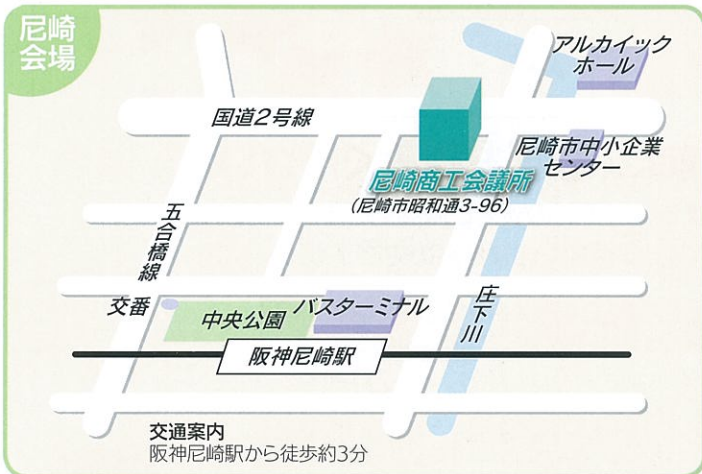 尼崎
会場
アルカイック
ホール
国道2号線
尼崎市中小企業
センター
尼崎商工会議所
(尼崎市昭和通3-96)
五合橋線
庄下川
交番
中央公園
バスターミナル
阪神尼崎駅
交通案内
阪神尼崎駅から徒歩約3分